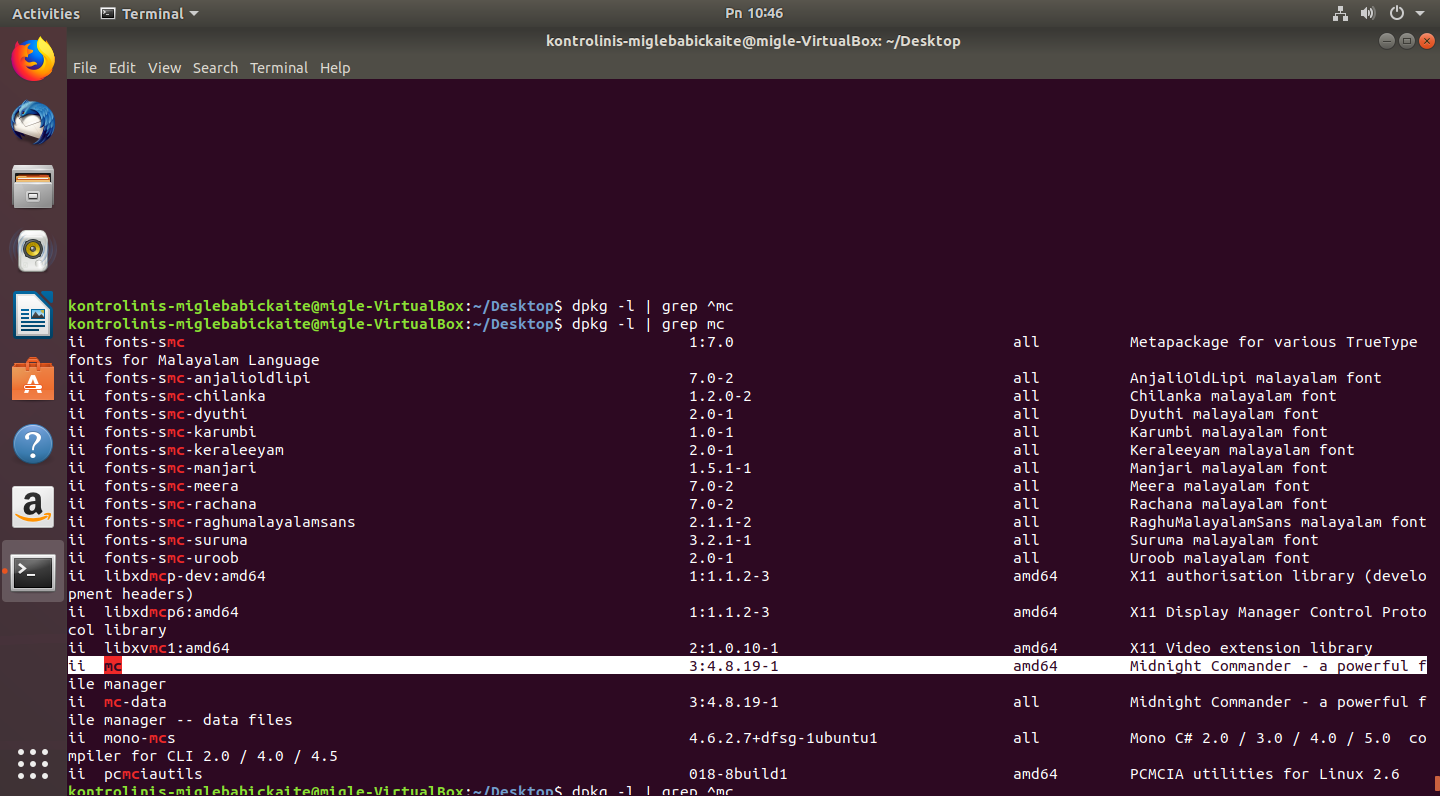 Activities Terminal Pn 10:46
kontrolinis-miglebabickaite@migle-VirtualBox: ~/Desktop
File Edit View Search Terminal Help
kontrolinis-miglebabickaite@migle-VirtualBox:~/Desktop$ dpkg -l | grep ^mc
kontrolinis-miglebabickaite@migle-VirtualBox:~/Desktop$ dpkg -l | grep mc
ii fonts-smc 1:7.0 all Metapackage for various TrueType
fonts for Malayalam Language
ii fonts-smc-anjalioldlipi 7.0-2 all AnjaliOldLipi malayalam font
ii fonts-smc-chilanka 1.2.0-2 all Chilanka malayalam font
ii fonts-smc-dyuthi 2.0-1 all Dyuthi malayalam font
ii fonts-smc-karumbi 1.0-1 all Karumbi malayalam font
ii fonts-smc-keraleeyam 2.0-1 all Keraleeyam malayalam font
ii fonts-smc-manjari 1.5.1-1 all Manjari malayalam font
ii fonts-smc-meera 7.0-2 all Meera malayalam font
ii fonts-smc-rachana 7.0-2 all Rachana malayalam font
ii fonts-smc-raghumalayalamsans 2.1.1-2 all RaghuMalayalamSans malayalam font
ii fonts-smc-suruma 3.2.1-1 all Suruma malayalam font
ii fonts-smc-uroob 2.0-1 all Uroob malayalam font
ii libxdmcp-dev:amd64 1:1.1.2-3 amd64 X11 authorisation library (develo
pment headers)
ii libxdmcp6:amd64 1:1.1.2-3 amd64 X11 Display Manager Control Proto
col library
ii libxvmc1:amd64 2:1.0.10-1 amd64 X11 Video extension library
ii mc 3:4.8.19-1 amd64 Midnight Commander - a powerful f
ile manager
ii mc-data 3:4.8.19-1 all Midnight Commander - a powerful f
ile manager -- data files
ii mono-mcs 4.6.2.7+dfsg-1ubuntu1 all Mono C# 2.0 / 3.0 / 4.0 / 5.0 co
mpiler for CLI 2.0 / 4.0 / 4.5
ii pcmciautils 018-8build1 amd64 PCMCIA utilities for Linux 2.6
kontrolinis-miglebabickaite@migle-VirtualBox:~/Desktop$ dpkg -l | grep ^mc